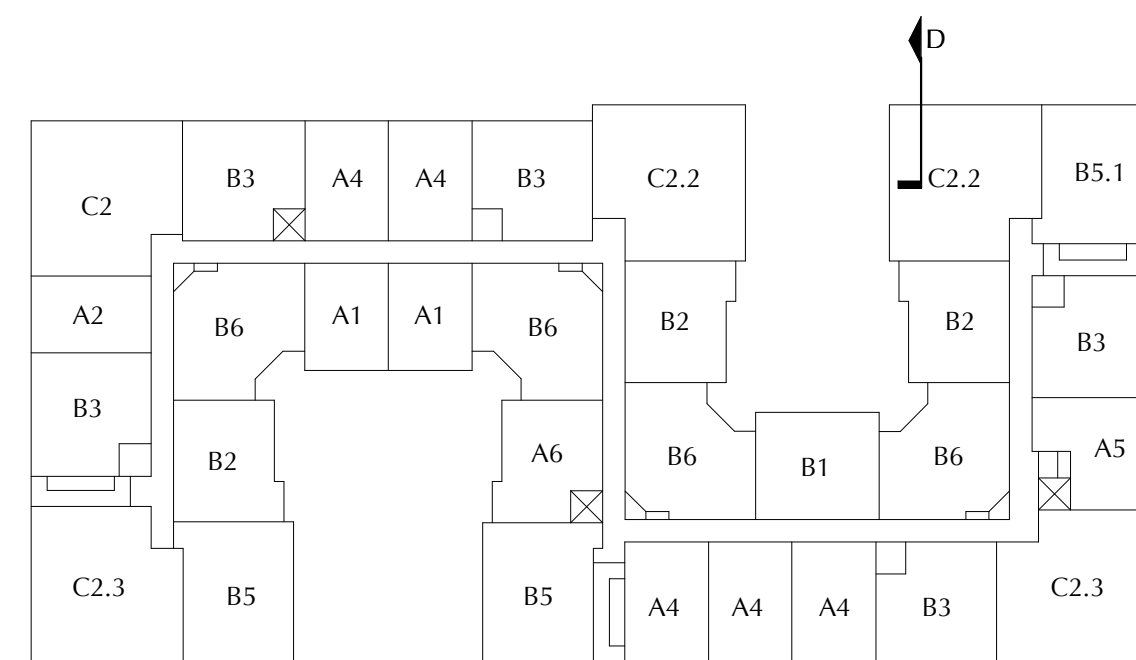 D
B3 A4 A4 B3 C2.2 C2.2 B5.1
C2
A2 B6 A1 A1 B6 B2 B2 B3
B3 B2 A6 B6 B1 B6 A5
C2.3 B5 B5 A4 A4 A4 B3 C2.3